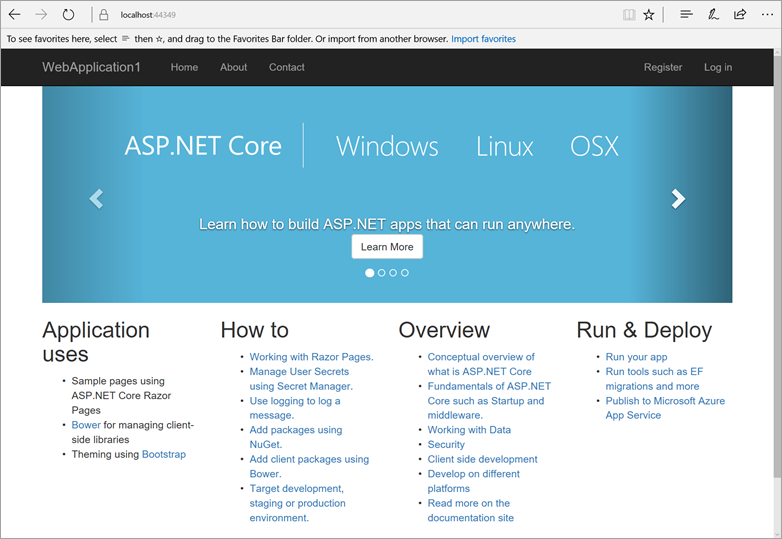 localhost:44349
To see favorites here, select then ☆, and drag to the Favorites Bar folder. Or import from another browser. Import favorites
WebApplication1 Home About Contact Register Log in
ASP.NET Core Windows Linux OSX
Learn how to build ASP.NET apps that can run anywhere.
Learn More
Application
uses
• Sample pages using
ASP.NET Core Razor
Pages
• Bower for managing client-
side libraries
• Theming using Bootstrap
How to
• Working with Razor Pages.
• Manage User Secrets
using Secret Manager.
• Use logging to log a
message.
• Add packages using
NuGet.
• Add client packages using
Bower.
• Target development,
staging or production
environment.
Overview
• Conceptual overview of
what is ASP.NET Core
• Fundamentals of ASP.NET
Core such as Startup and
middleware.
• Working with Data
• Security
• Client side development
• Develop on different
platforms
• Read more on the
documentation site
Run & Deploy
• Run your app
• Run tools such as EF
migrations and more
• Publish to Microsoft Azure
App Service